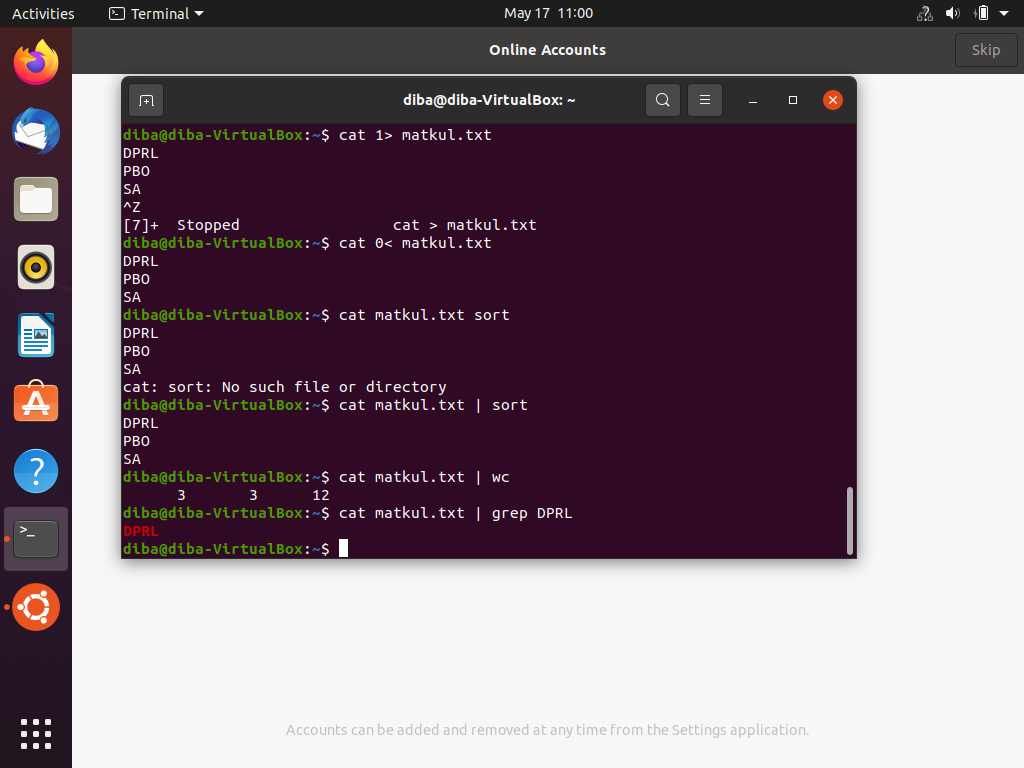 Activities Terminal May 17 11:00
Online Accounts Skip
diba@diba-VirtualBox: ~
diba@diba-VirtualBox:~$ cat 1> matkul.txt
DPRL
PBO
SA
^Z
[7]+  Stopped                 cat > matkul.txt
diba@diba-VirtualBox:~$ cat 0< matkul.txt
DPRL
PBO
SA
diba@diba-VirtualBox:~$ cat matkul.txt sort
DPRL
PBO
SA
cat: sort: No such file or directory
diba@diba-VirtualBox:~$ cat matkul.txt | sort
DPRL
PBO
SA
diba@diba-VirtualBox:~$ cat matkul.txt | wc
      3       3      12
diba@diba-VirtualBox:~$ cat matkul.txt | grep DPRL
DPRL
diba@diba-VirtualBox:~$
Accounts can be added and removed at any time from the Settings application.